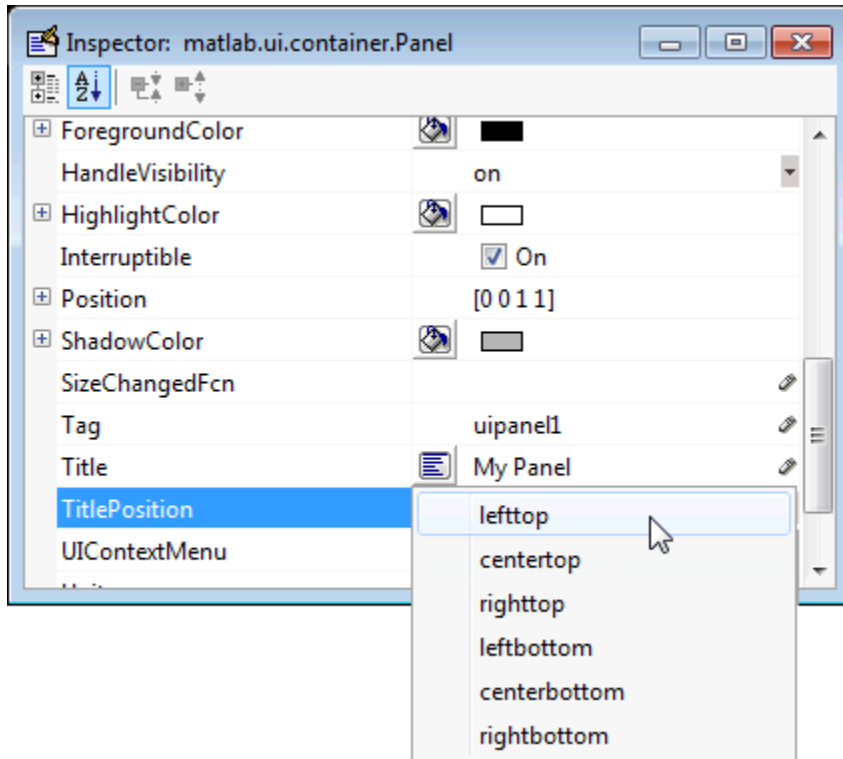 Inspector: matlab.ui.container.Panel
ForegroundColor
HandleVisibility on
HighlightColor
Interruptible On
Position [0 0 1 1]
ShadowColor
SizeChangedFcn
Tag uipanel1
Title My Panel
TitlePosition
lefttop
UIContextMenu
centertop
righttop
leftbottom
centerbottom
rightbottom